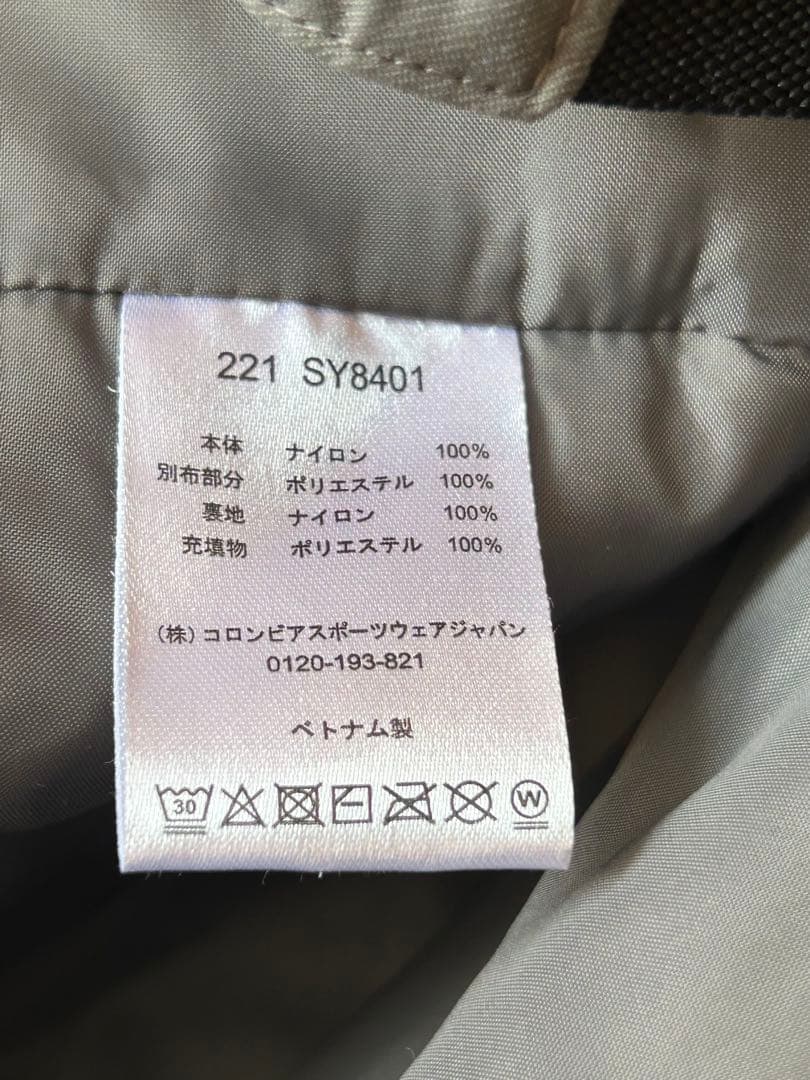 221 SY8401
本体 ナイロン 100%
別布部分 ポリエステル 100%
裏地 ナイロン 100%
充填物 ポリエステル 100%
(株)コロンビアスポーツウェアジャパン
0120-193-821
ベトナム製
30 W